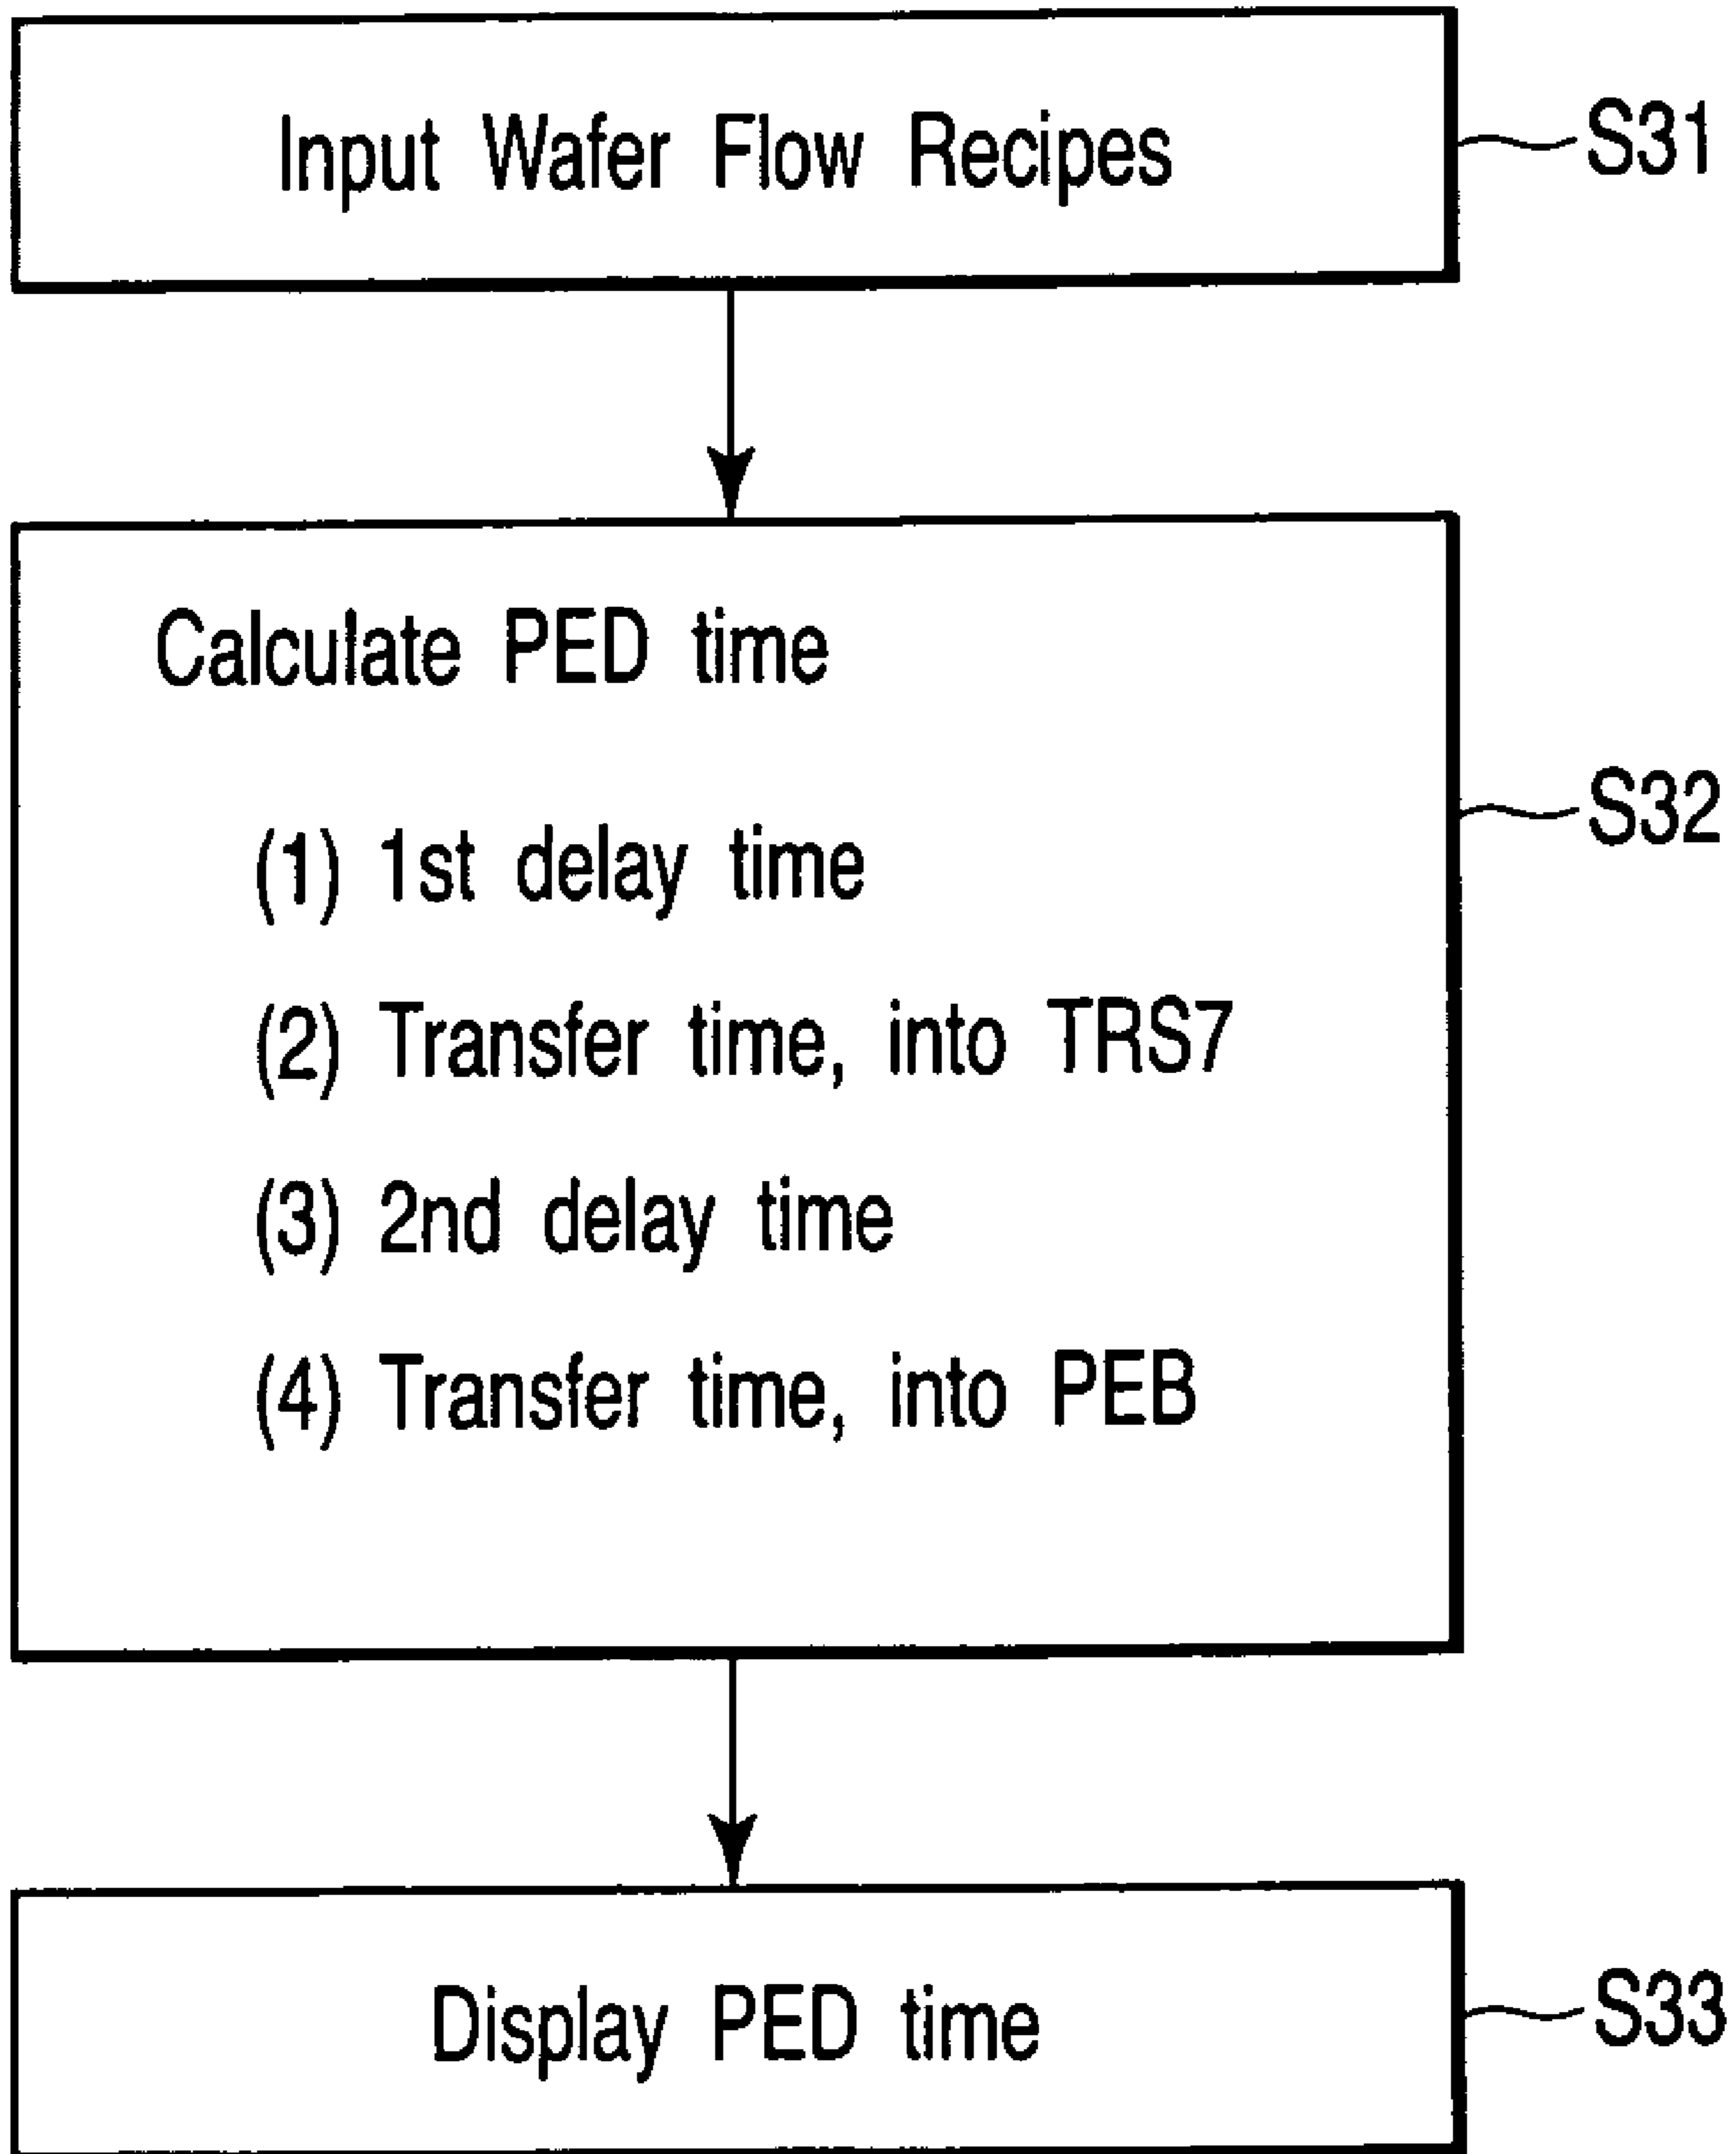 Input Wafer Flow Recipes
S31
Calculate PED time
S32
(1) 1st delay time
(2) Transfer time, into TRS7
(3) 2nd delay time
(4) Transfer time, into PEB
Display PED time
S33